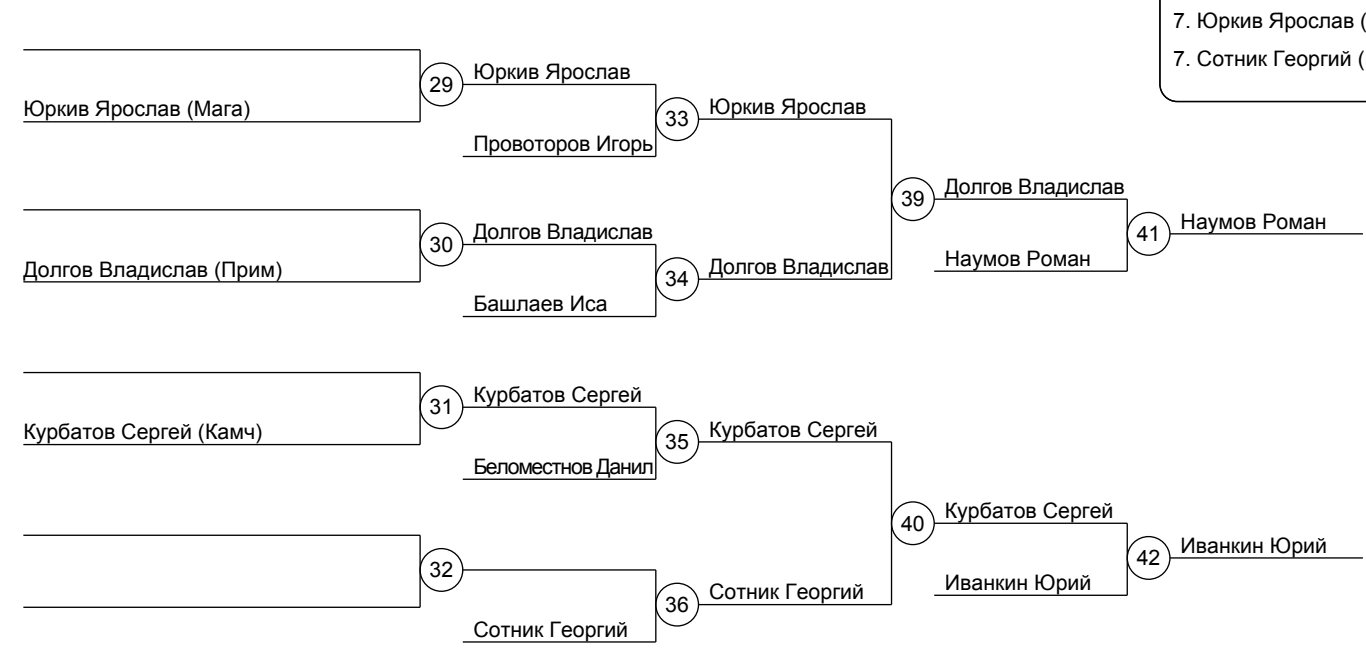 7. Юркив Ярослав (
7. Сотник Георгий (
29
Юркив Ярослав
Юркив Ярослав (Мага)
33
Юркив Ярослав
Провоторов Игорь
39
Долгов Владислав
30
Долгов Владислав
Долгов Владислав (Прим)
34
Долгов Владислав
Башлаев Иса
Наумов Роман
41
Наумов Роман
31
Курбатов Сергей
Курбатов Сергей (Камч)
35
Курбатов Сергей
Беломестнов Данил
40
Курбатов Сергей
32
36
Сотник Георгий
Сотник Георгий
Иванкин Юрий
42
Иванкин Юрий